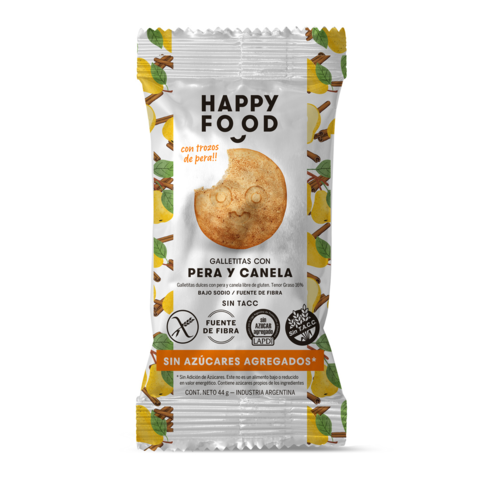 HAPPY
FOOD
con trozos
de pera!!
GALLETITAS CON
PERA Y CANELA
Galletitas dulces con pera y canela libre de gluten. Tenor Graso 18%
BAJO SODIO / FUENTE DE FIBRA
SIN TACC
FUENTE
DE FIBRA
sin
AZÚCAR
agregado
LAPDI
Sin T.A.C.C.
SIN AZÚCARES AGREGADOS*
* Sin Adición de Azúcares. Este no es un alimento bajo o reducido
en valor energético. Contiene azúcares propios de los ingredientes
CONT. NETO 44 g — INDUSTRIA ARGENTINA